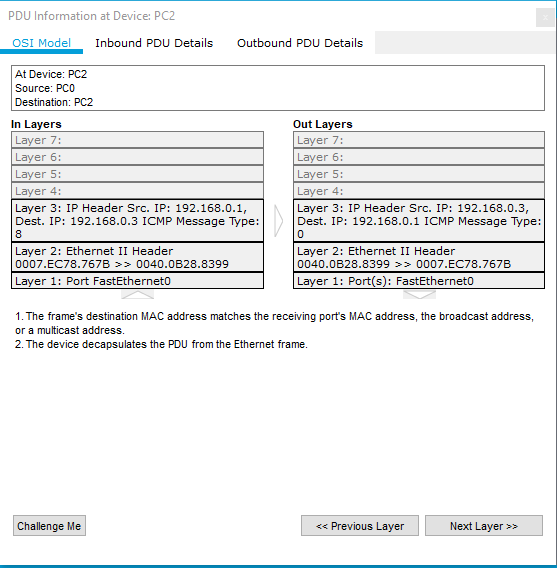 PDU Information at Device: PC2
OSI Model Inbound PDU Details Outbound PDU Details
At Device: PC2
Source: PC0
Destination: PC2
In Layers
Layer 7:
Layer 6:
Layer 5:
Layer 4:
Layer 3: IP Header Src. IP: 192.168.0.1,
Dest. IP: 192.168.0.3 ICMP Message Type:
8
Layer 2: Ethernet II Header
0007.EC78.767B >> 0040.0B28.8399
Layer 1: Port FastEthernet0
Out Layers
Layer 7:
Layer 6:
Layer 5:
Layer 4:
Layer 3: IP Header Src. IP: 192.168.0.3,
Dest. IP: 192.168.0.1 ICMP Message Type:
0
Layer 2: Ethernet II Header
0040.0B28.8399 >> 0007.EC78.767B
Layer 1: Port(s): FastEthernet0
1. The frame's destination MAC address matches the receiving port's MAC address, the broadcast address,
or a multicast address.
2. The device decapsulates the PDU from the Ethernet frame.
Challenge Me
<< Previous Layer
Next Layer >>